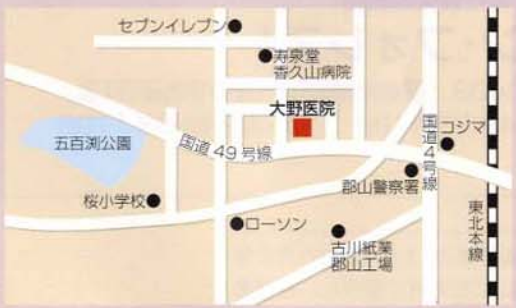 セブンイレブン
寿泉堂
香久山病院
大野医院
国道4号線
コジマ
五百渕公園
国道49号線
郡山警察署
桜小学校
ローソン
古川紙業
郡山工場
東北本線